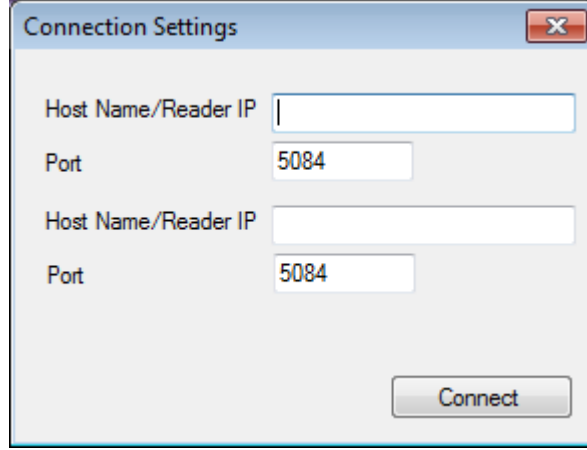 Connection Settings
Host Name/Reader IP
Port 5084
Host Name/Reader IP
Port 5084
Connect